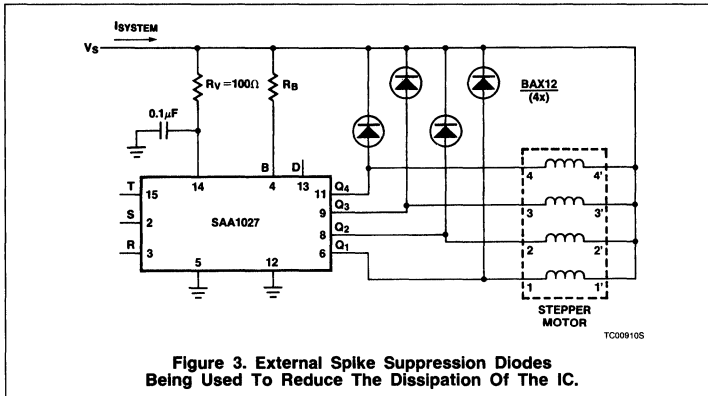 ISYSTEM
VS
RV =100Ω
RB
BAX12
(4x)
0.1μF
B
D
14
4
13
T
15
S
2
R
3
SAA1027
Q4
11
Q3
9
Q2
8
Q1
6
5
12
4
4'
3
3'
2
2'
1
1'
STEPPER
MOTOR
TC00910S
Figure 3. External Spike Suppression Diodes
Being Used To Reduce The Dissipation Of The IC.